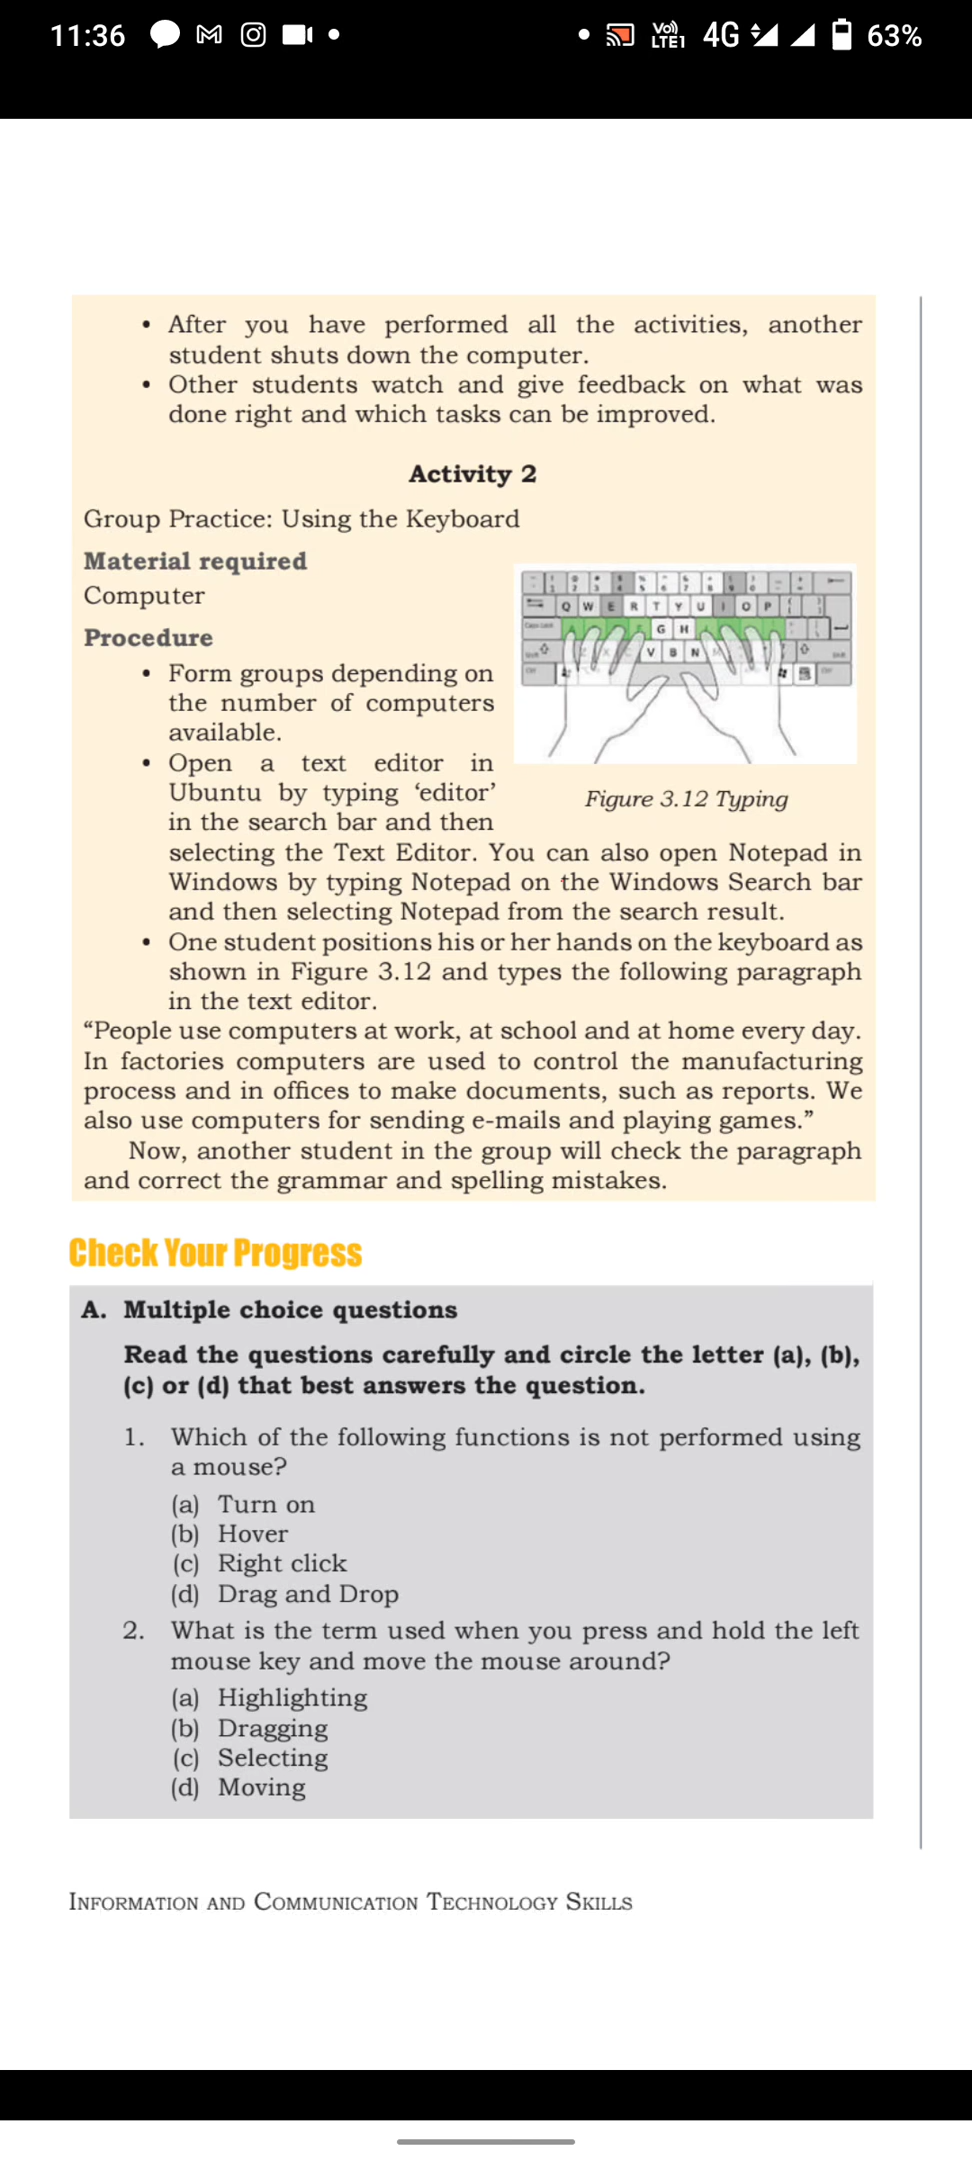 11:36
Vo))
LTE1
4G
63%
• After you have performed all the activities, another
student shuts down the computer.
• Other students watch and give feedback on what was
done right and which tasks can be improved.
Activity 2
Group Practice: Using the Keyboard
Material required
Computer
Procedure
• Form groups depending on
the number of computers
available.
• Open a text editor in
Ubuntu by typing ‘editor’
in the search bar and then
Q W E R T Y U I O P
G H
V B N
Figure 3.12 Typing
selecting the Text Editor. You can also open Notepad in
Windows by typing Notepad on the Windows Search bar
and then selecting Notepad from the search result.
• One student positions his or her hands on the keyboard as
shown in Figure 3.12 and types the following paragraph
in the text editor.
“People use computers at work, at school and at home every day.
In factories computers are used to control the manufacturing
process and in offices to make documents, such as reports. We
also use computers for sending e-mails and playing games.”
Now, another student in the group will check the paragraph
and correct the grammar and spelling mistakes.
Check Your Progress
A. Multiple choice questions
Read the questions carefully and circle the letter (a), (b),
(c) or (d) that best answers the question.
1. Which of the following functions is not performed using
a mouse?
(a) Turn on
(b) Hover
(c) Right click
(d) Drag and Drop
2. What is the term used when you press and hold the left
mouse key and move the mouse around?
(a) Highlighting
(b) Dragging
(c) Selecting
(d) Moving
INFORMATION AND COMMUNICATION TECHNOLOGY SKILLS